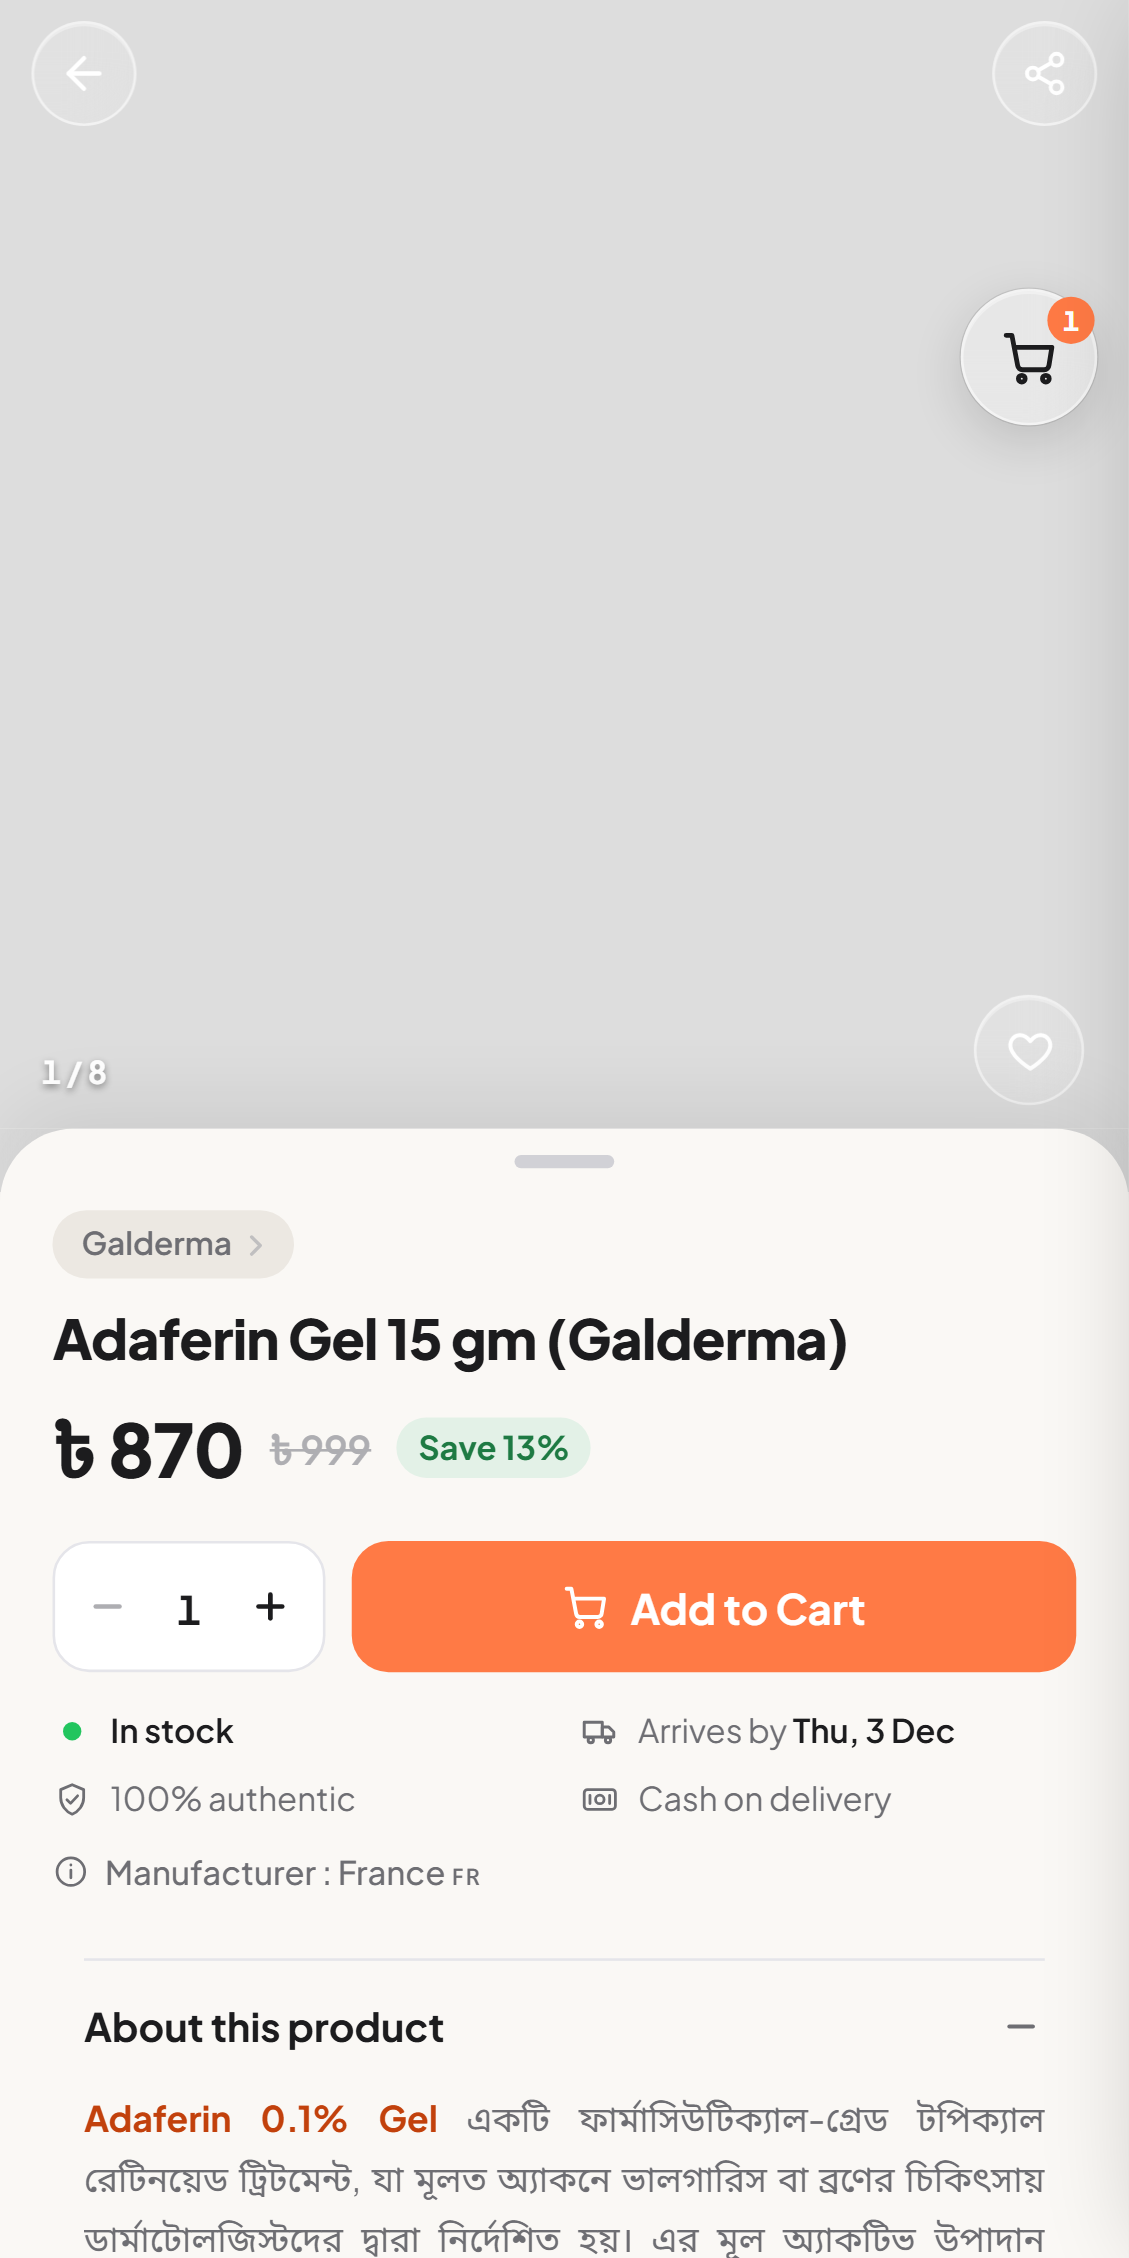 1
1/8
Galderma
Adaferin Gel 15 gm (Galderma)
৳ 870 ৳ 999 Save 13%
1 Add to Cart
In stock Arrives by Thu, 3 Dec
100% authentic Cash on delivery
Manufacturer : France FR
About this product
Adaferin 0.1% Gel একটি ফার্মাসিউটিক্যাল-গ্রেড টপিক্যাল
রেটিনয়েড ট্রিটমেন্ট, যা মূলত অ্যাকনে ভালগারিস বা ব্রণের চিকিৎসায়
ডার্মাটোলজিস্টদের দ্বারা নির্দেশিত হয়। এর মূল অ্যাকটিভ উপাদান